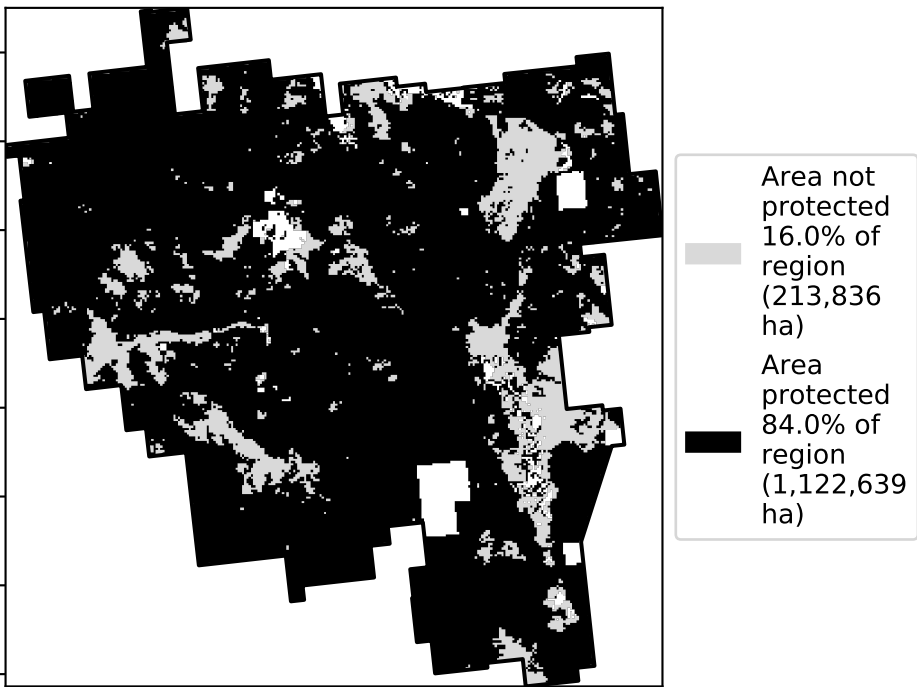 Area not
protected
16.0% of
region
(213,836
ha)
Area
protected
84.0% of
region
(1,122,639
ha)